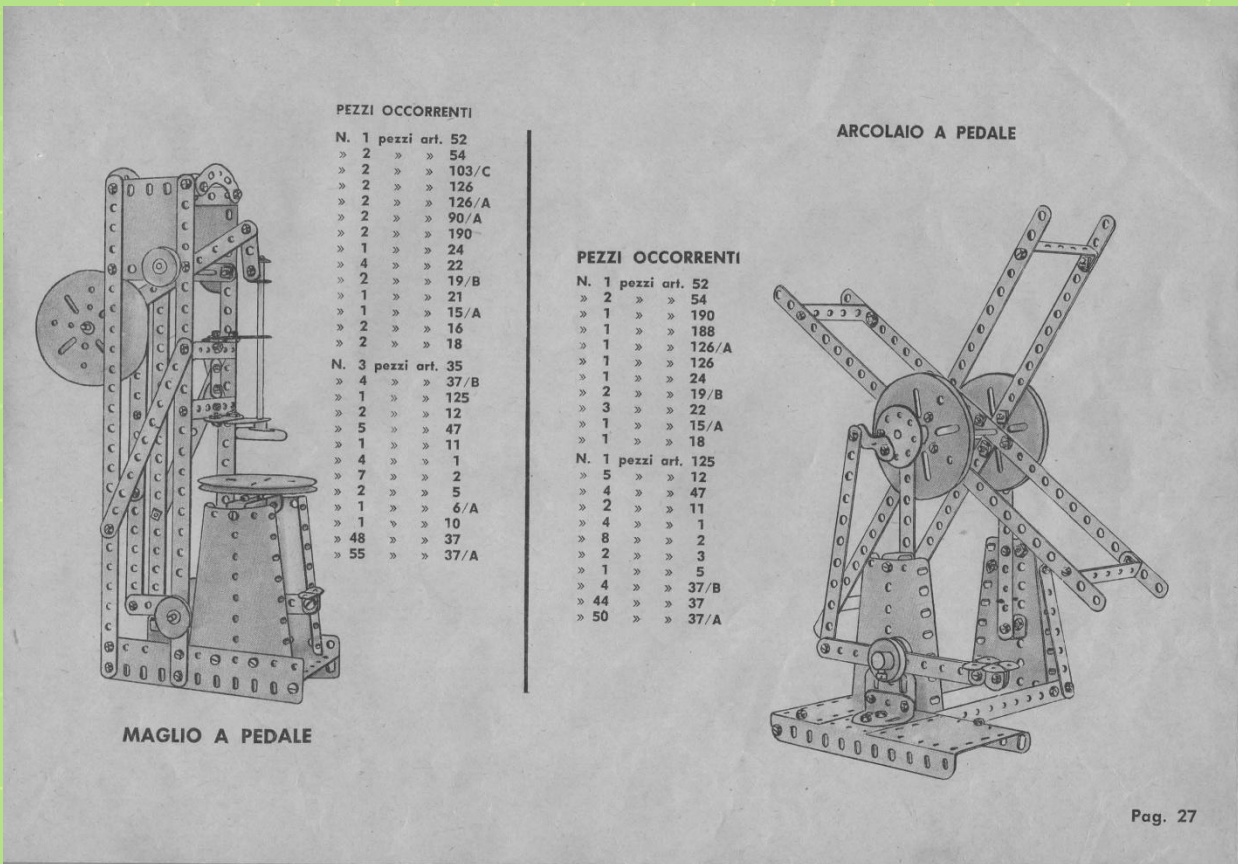 PEZZI OCCORRENTI
N. 1 pezzi art. 52
» 2 » » 54
» 2 » » 103/C
» 2 » » 126
» 2 » » 126/A
» 2 » » 90/A
» 2 » » 190
» 1 » » 24
» 4 » » 22
» 2 » » 19/B
» 1 » » 21
» 1 » » 15/A
» 2 » » 16
» 2 » » 18
N. 3 pezzi art. 35
» 4 » » 37/B
» 1 » » 125
» 2 » » 12
» 5 » » 47
» 1 » » 11
» 4 » » 1
» 7 » » 2
» 2 » » 5
» 1 » » 6/A
» 1 » » 10
» 48 » » 37
» 55 » » 37/A
MAGLIO A PEDALE
ARCOLAIO A PEDALE
PEZZI OCCORRENTI
N. 1 pezzi art. 52
» 2 » » 54
» 1 » » 190
» 1 » » 188
» 1 » » 126/A
» 1 » » 126
» 1 » » 24
» 2 » » 19/B
» 3 » » 22
» 1 » » 15/A
» 1 » » 18
N. 1 pezzi art. 125
» 5 » » 12
» 4 » » 47
» 2 » » 11
» 4 » » 1
» 8 » » 2
» 2 » » 3
» 1 » » 5
» 4 » » 37/B
» 44 » » 37
» 50 » » 37/A
Pag. 27